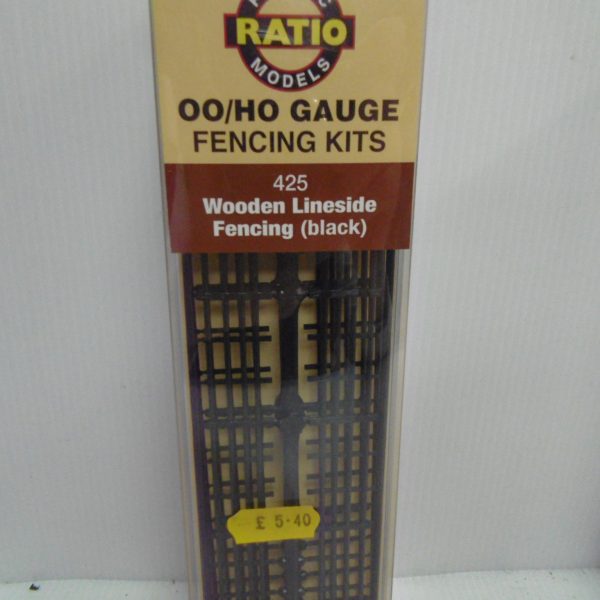 RATIO
MODELS
OO/HO GAUGE
FENCING KITS
425
Wooden Lineside
Fencing (black)
£ 5-40